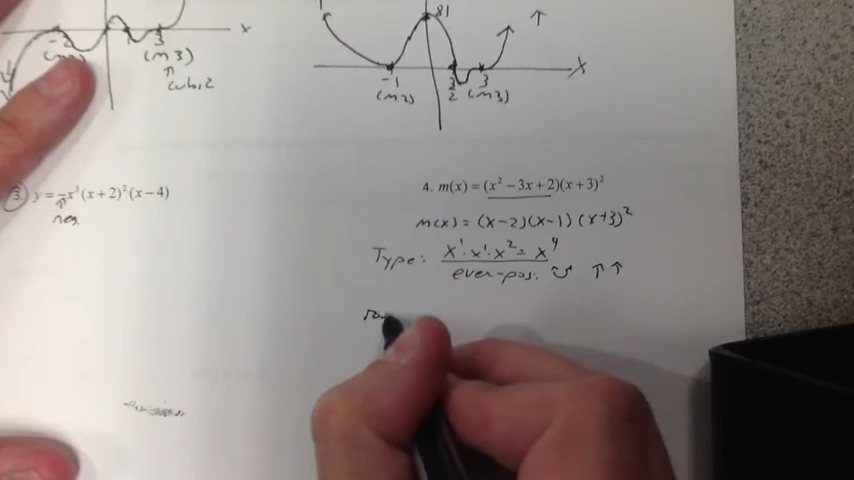 x
-2
3
(m3)
cubic
81
-1
3/2
3
x
(m2)
(m3)
3. y = -x³(x+2)²(x-4)
neg
4. m(x) = (x² - 3x + 2)(x+3)²
m(x) = (x-2)(x-1)(x+3)²
Type: x¹·x¹·x² = x⁴
even-pos.